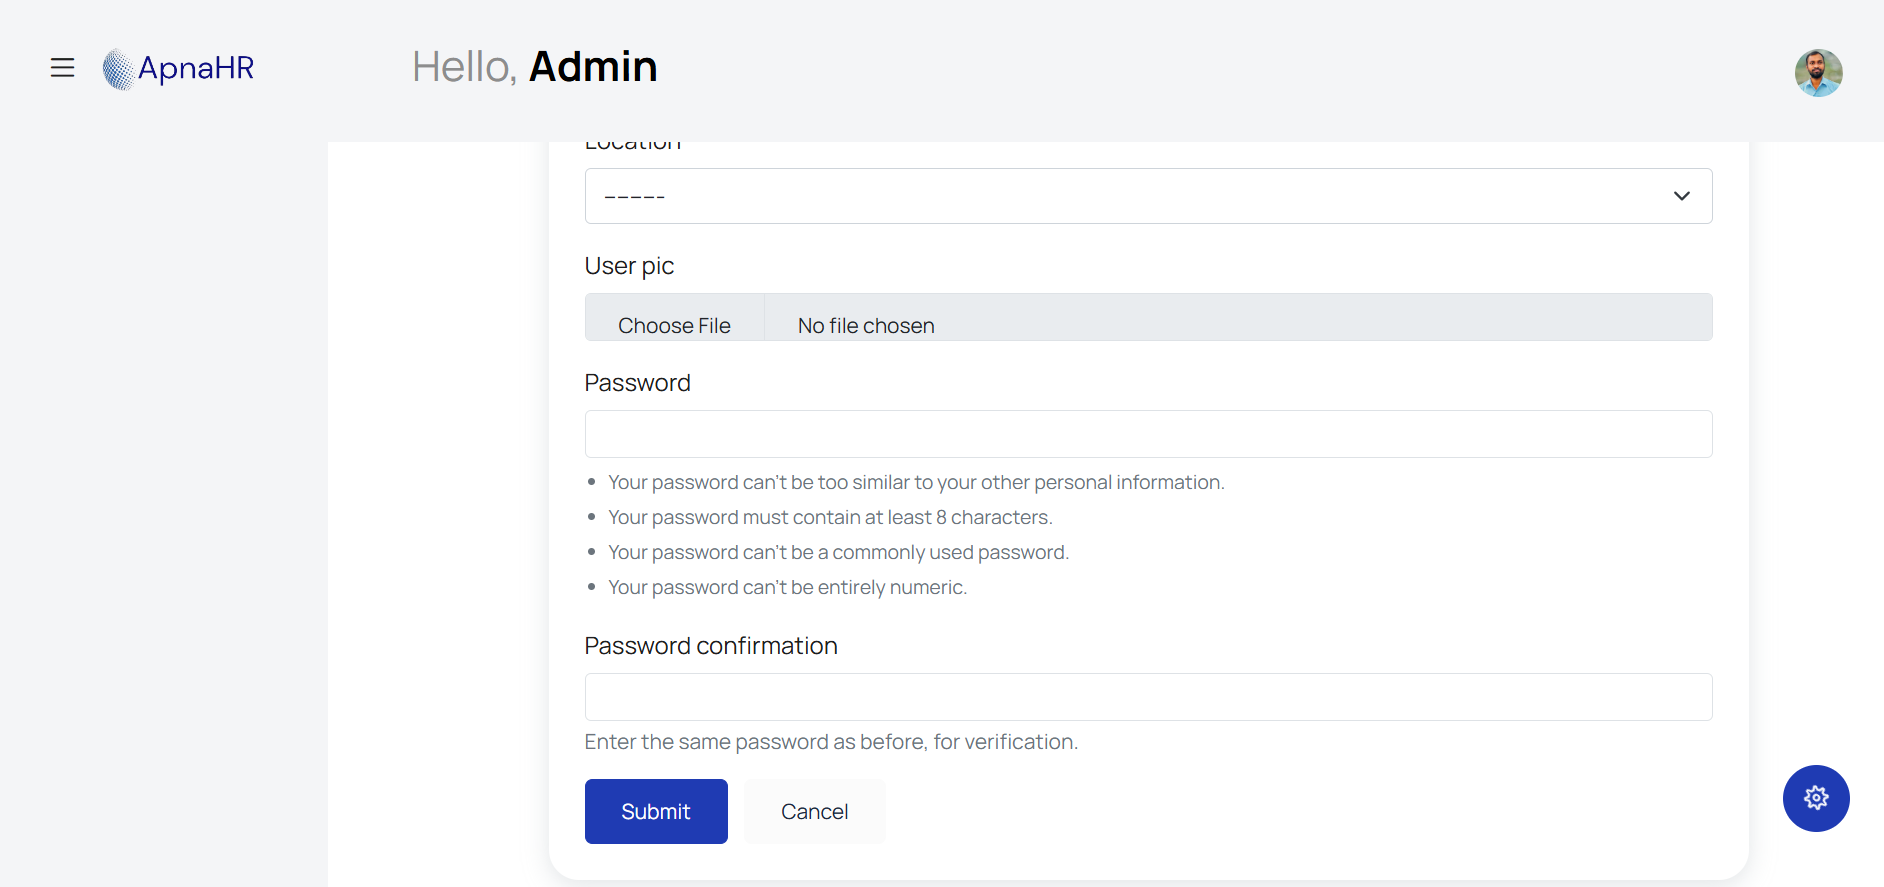 ApnaHR
Hello, Admin
Location
---------
User pic
Choose File No file chosen
Password
Your password can't be too similar to your other personal information.
Your password must contain at least 8 characters.
Your password can't be a commonly used password.
Your password can't be entirely numeric.
Password confirmation
Enter the same password as before, for verification.
Submit Cancel